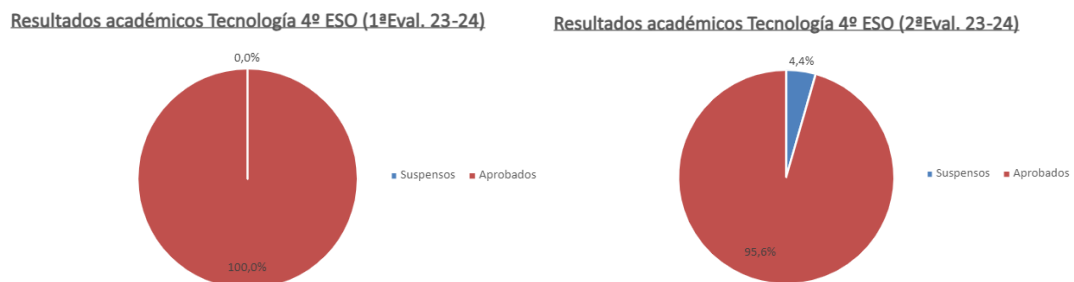 Resultados académicos Tecnología 4º ESO (1ªEval. 23-24)
0,0%
100,0%
Suspensos Aprobados
Resultados académicos Tecnología 4º ESO (2ªEval. 23-24)
4,4%
95,6%
Suspensos Aprobados